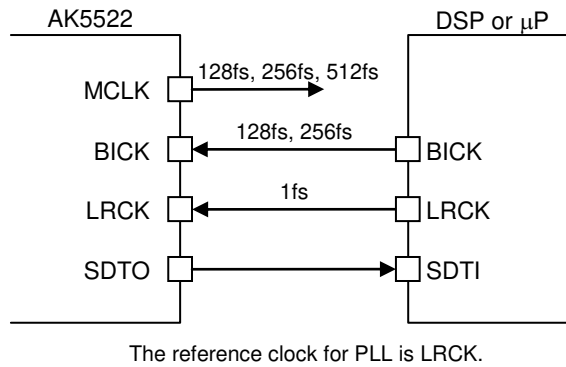 AK5522
DSP or μP
128fs, 256fs, 512fs
MCLK
128fs, 256fs
BICK
BICK
1fs
LRCK
LRCK
SDTO
SDTI
The reference clock for PLL is LRCK.